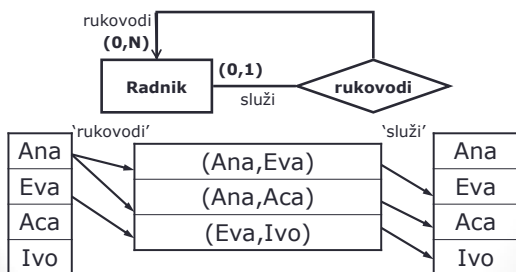 rukovodi
(0,N)
(0,1)
Radnik
rukovodi
služi
‘rukovodi’
‘služi’
Ana
Eva
Aca
Ivo
(Ana,Eva)
(Ana,Aca)
(Eva,Ivo)
Ana
Eva
Aca
Ivo